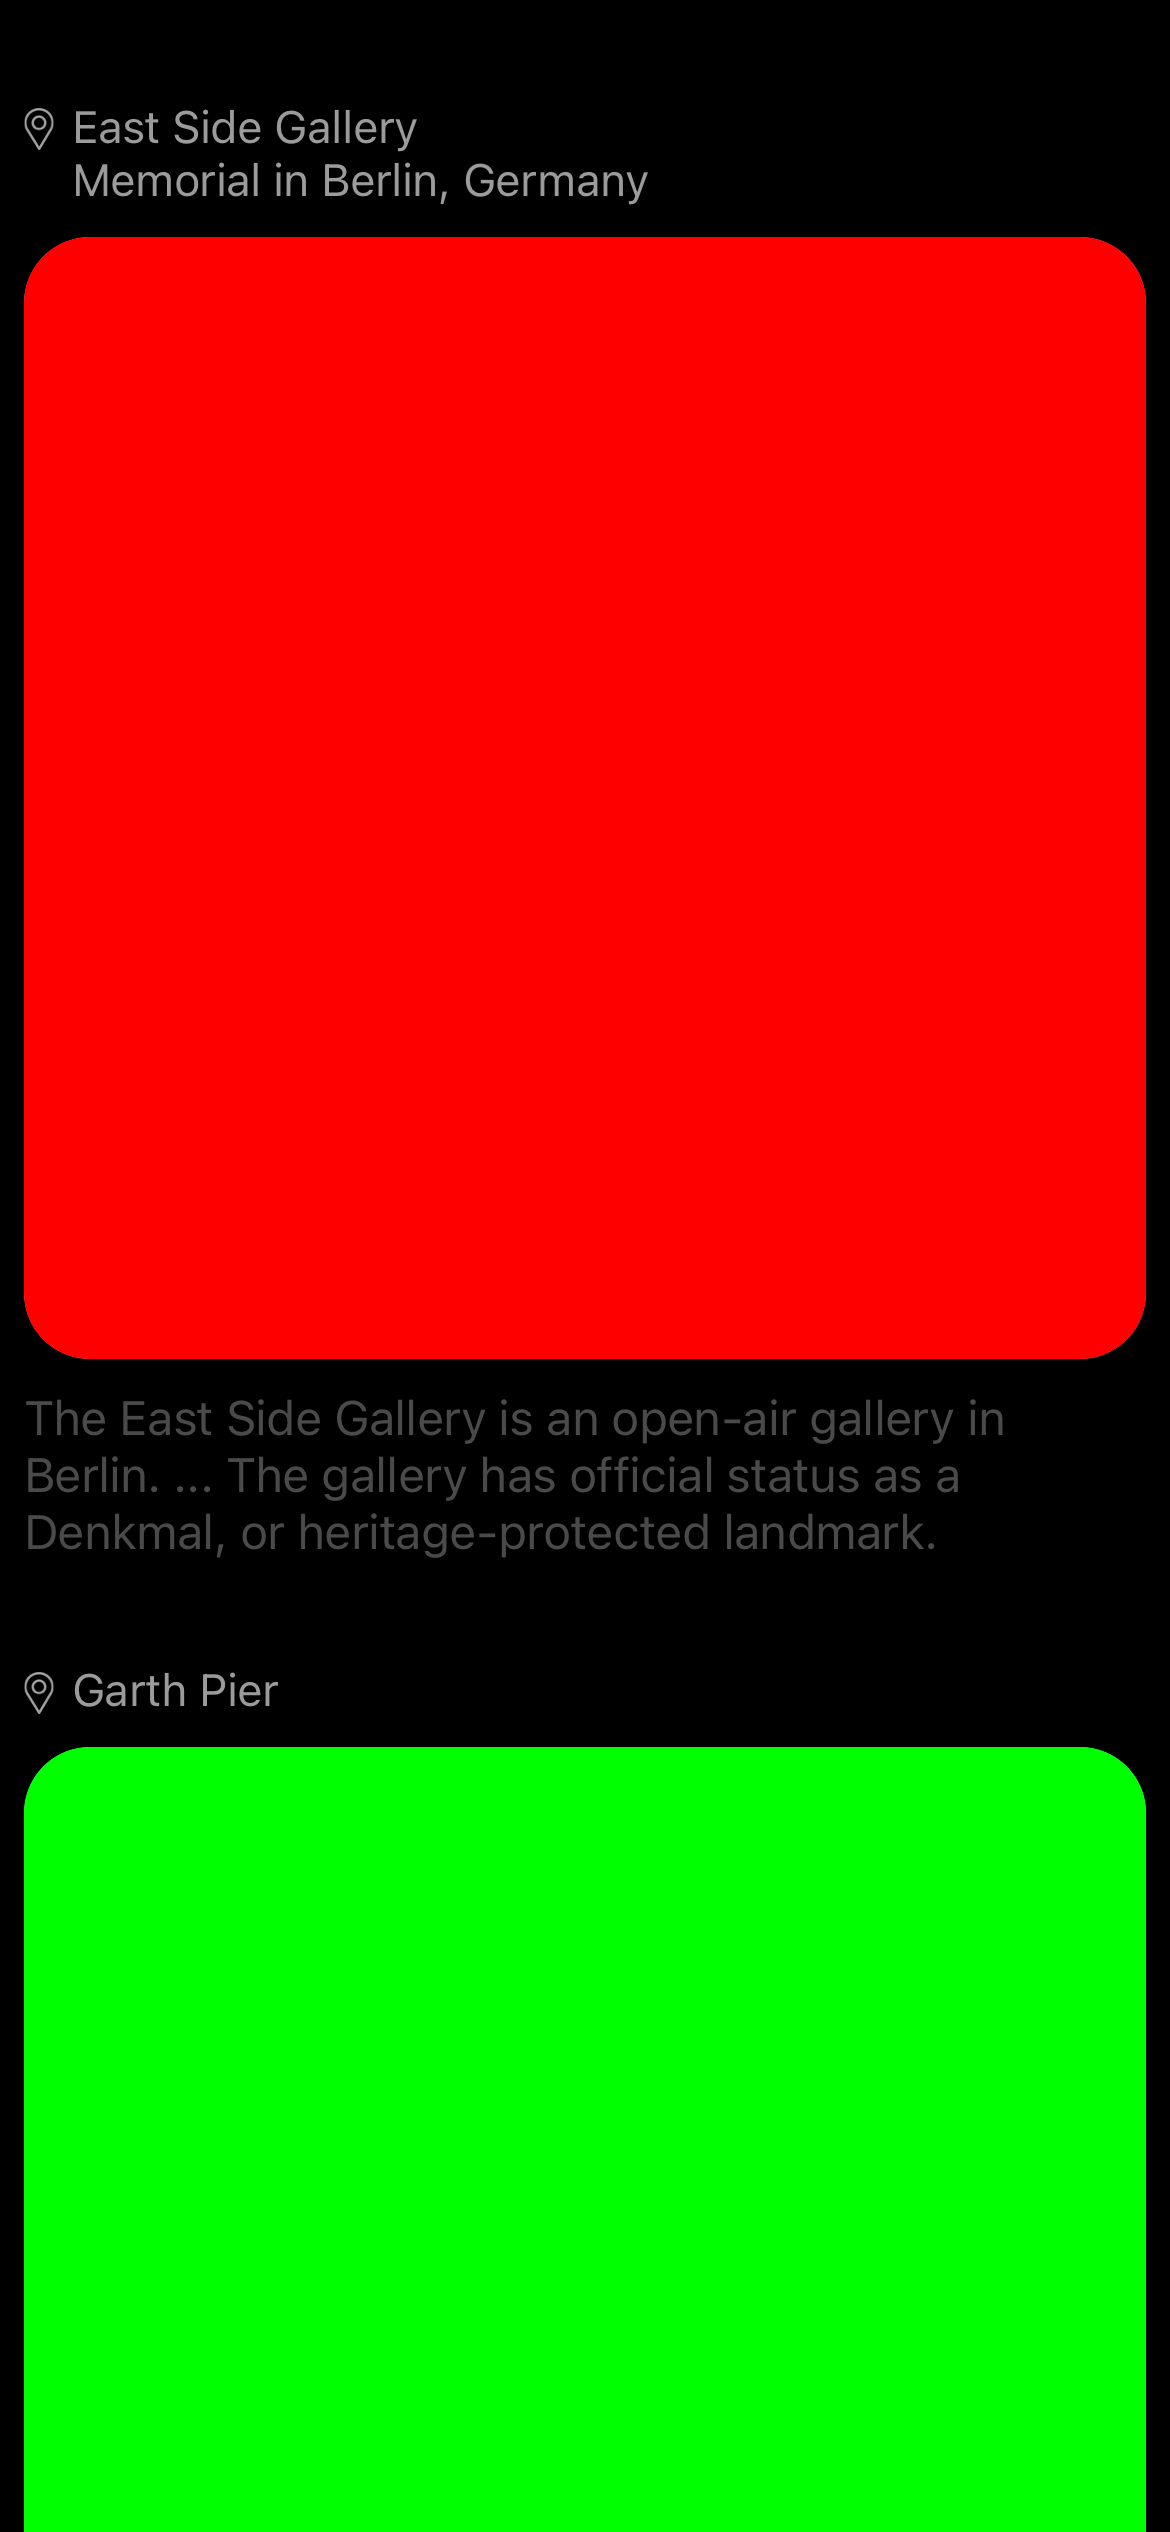 East Side Gallery
Memorial in Berlin, Germany
The East Side Gallery is an open-air gallery in
Berlin. ... The gallery has official status as a
Denkmal, or heritage-protected landmark.
Garth Pier